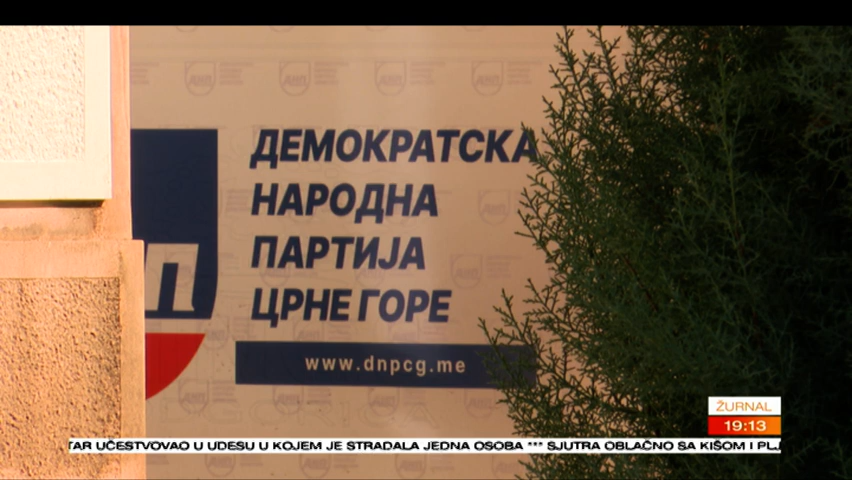 ДЕМОКРАТСКА
НАРОДНА
ПАРТИЈА
ЦРНЕ ГОРЕ
www.dnpcg.me
П
ŽURNAL
19:13
TAR UČESTVOVAO U UDESU U KOJEM JE STRADALA JEDNA OSOBA *** SJUTRA OBLAČNO SA KIŠOM I PLJ